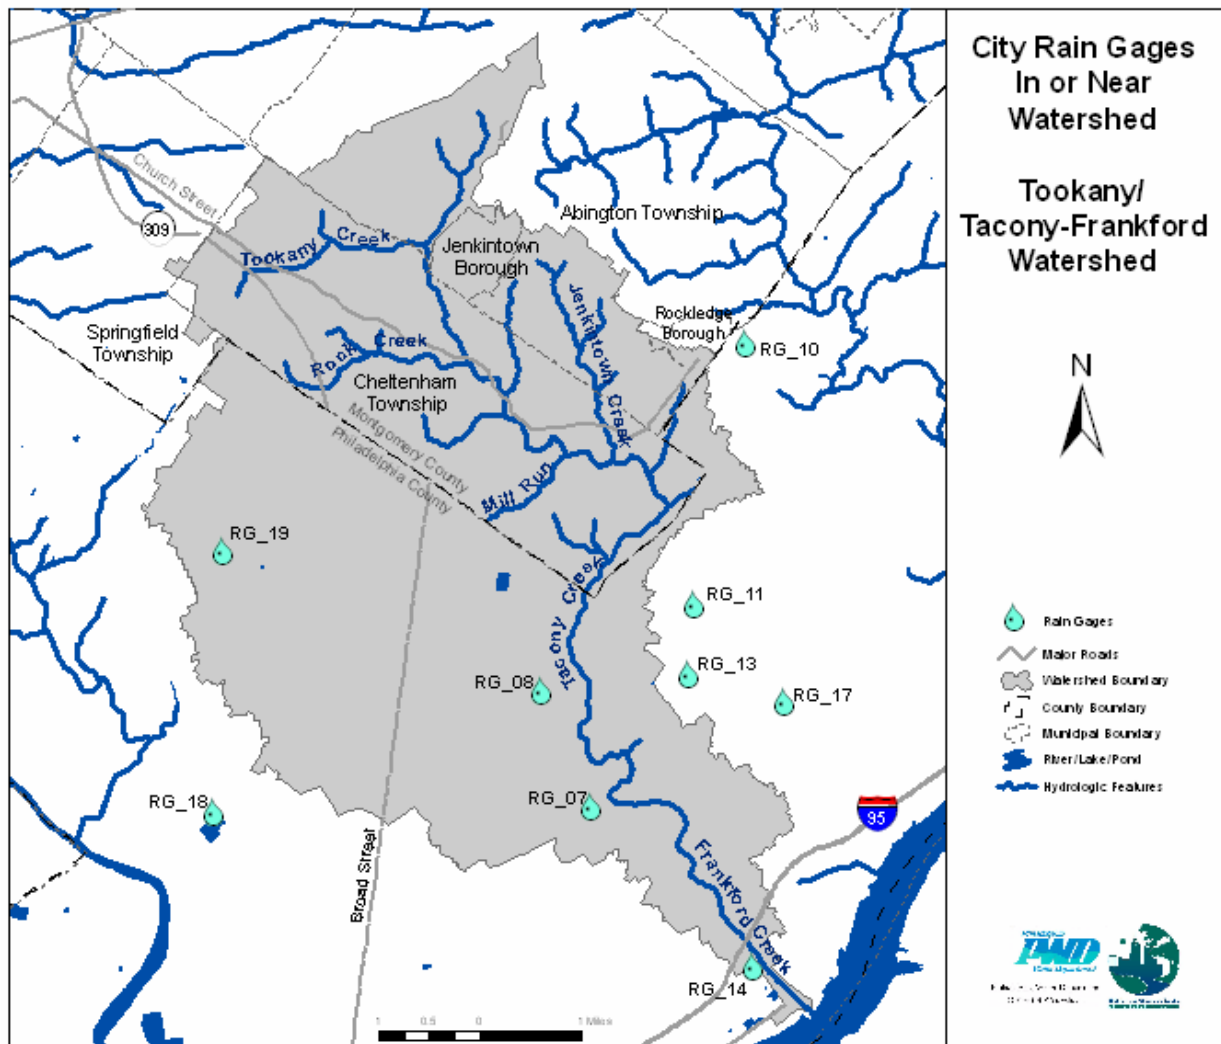 City Rain Gages
In or Near
Watershed
Tookany/
Tacony-Frankford
Watershed
N
Rain Gages
Major Roads
Watershed Boundary
County Boundary
Municipal Boundary
River/Lake/Pond
Hydrologic Features
PWD
Church Street
309
Tookany Creek
Jenkintown
Borough
Abington Township
Springfield
Township
Rock Creek
Cheltenham
Township
Jenkintown Creek
Rockledge
Borough
RG_10
Montgomery County
Philadelphia County
Mill Run
RG_19
Tacony Creek
RG_11
RG_13
RG_08
RG_17
RG_18
RG_07
95
Broad Street
Frankford Creek
RG_14
1 0.5 0 1 Miles